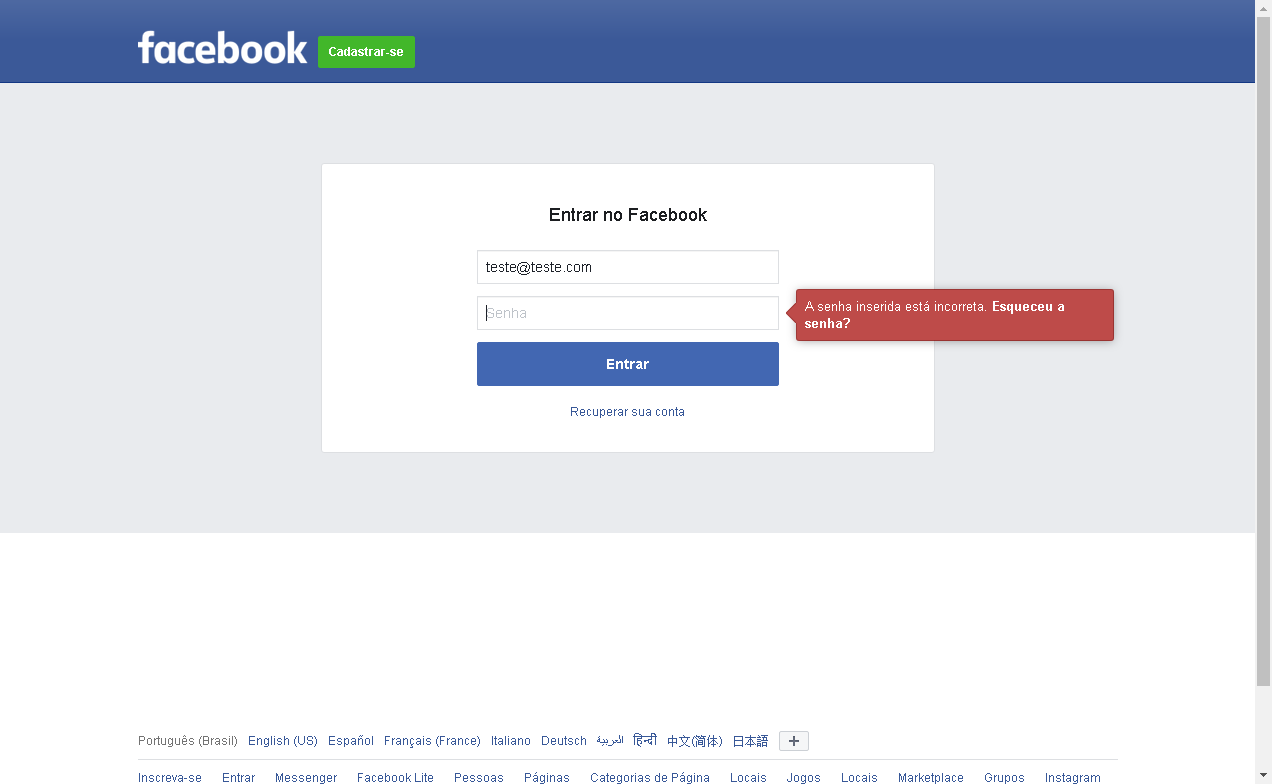 facebook Cadastrar-se
Entrar no Facebook
teste@teste.com
Senha
A senha inserida está incorreta. Esqueceu a
senha?
Entrar
Recuperar sua conta
Português (Brasil) English (US) Español Français (France) Italiano Deutsch العربية हिन्दी 中文(简体) 日本語 +
Inscreva-se Entrar Messenger Facebook Lite Pessoas Páginas Categorias de Página Locais Jogos Locais Marketplace Grupos Instagram